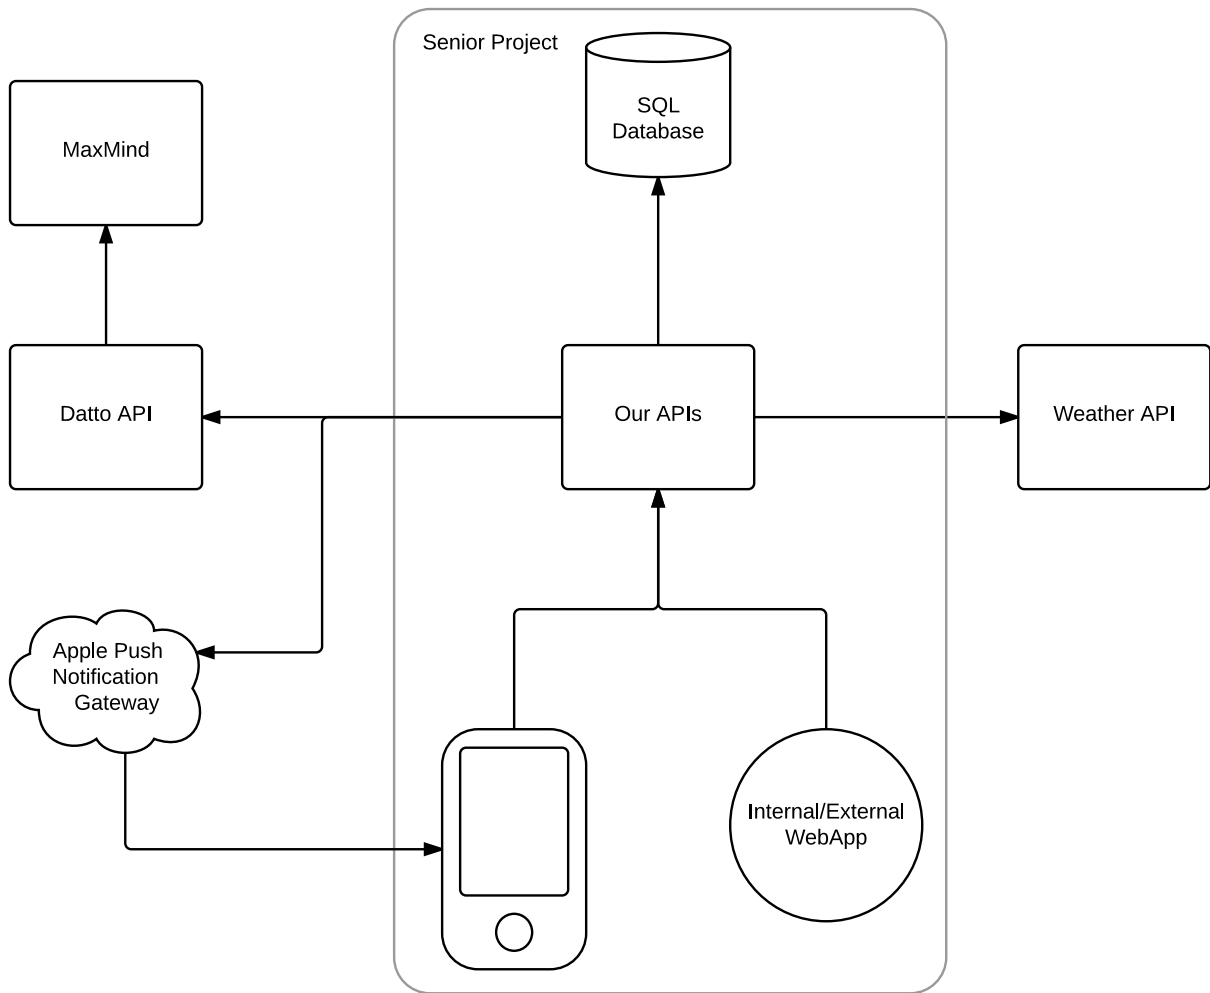 Senior Project
SQL
Database
MaxMind
Datto API
Our APIs
Weather API
Apple Push
Notification
Gateway
Internal/External
WebApp